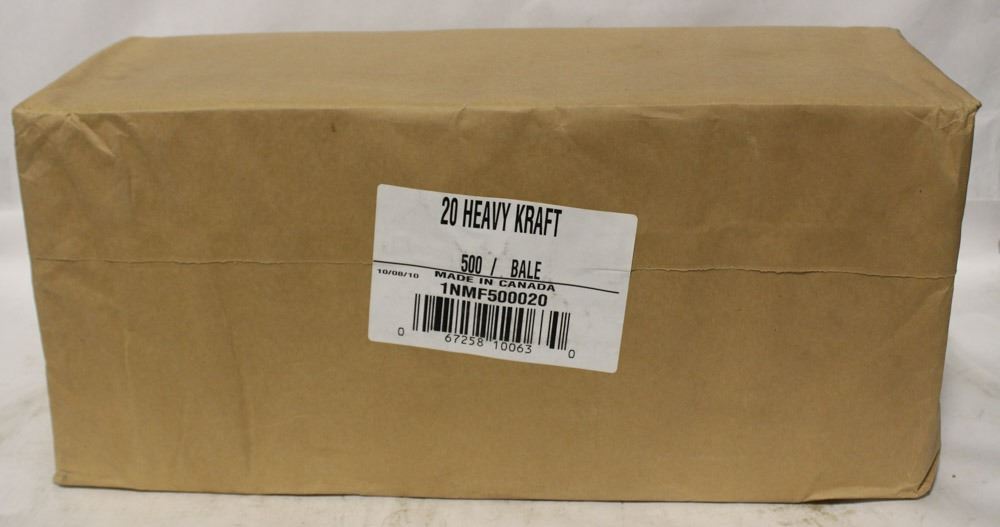 20 HEAVY KRAFT
500 / BALE
10/08/10 MADE IN CANADA
1NMF500020
0 67258 10063 0